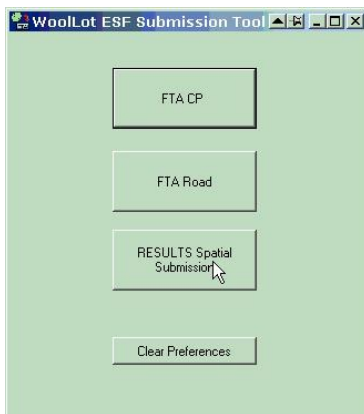 WoolLot ESF Submission Tool
FTA CP
FTA Road
RESULTS Spatial
Submission
Clear Preferences